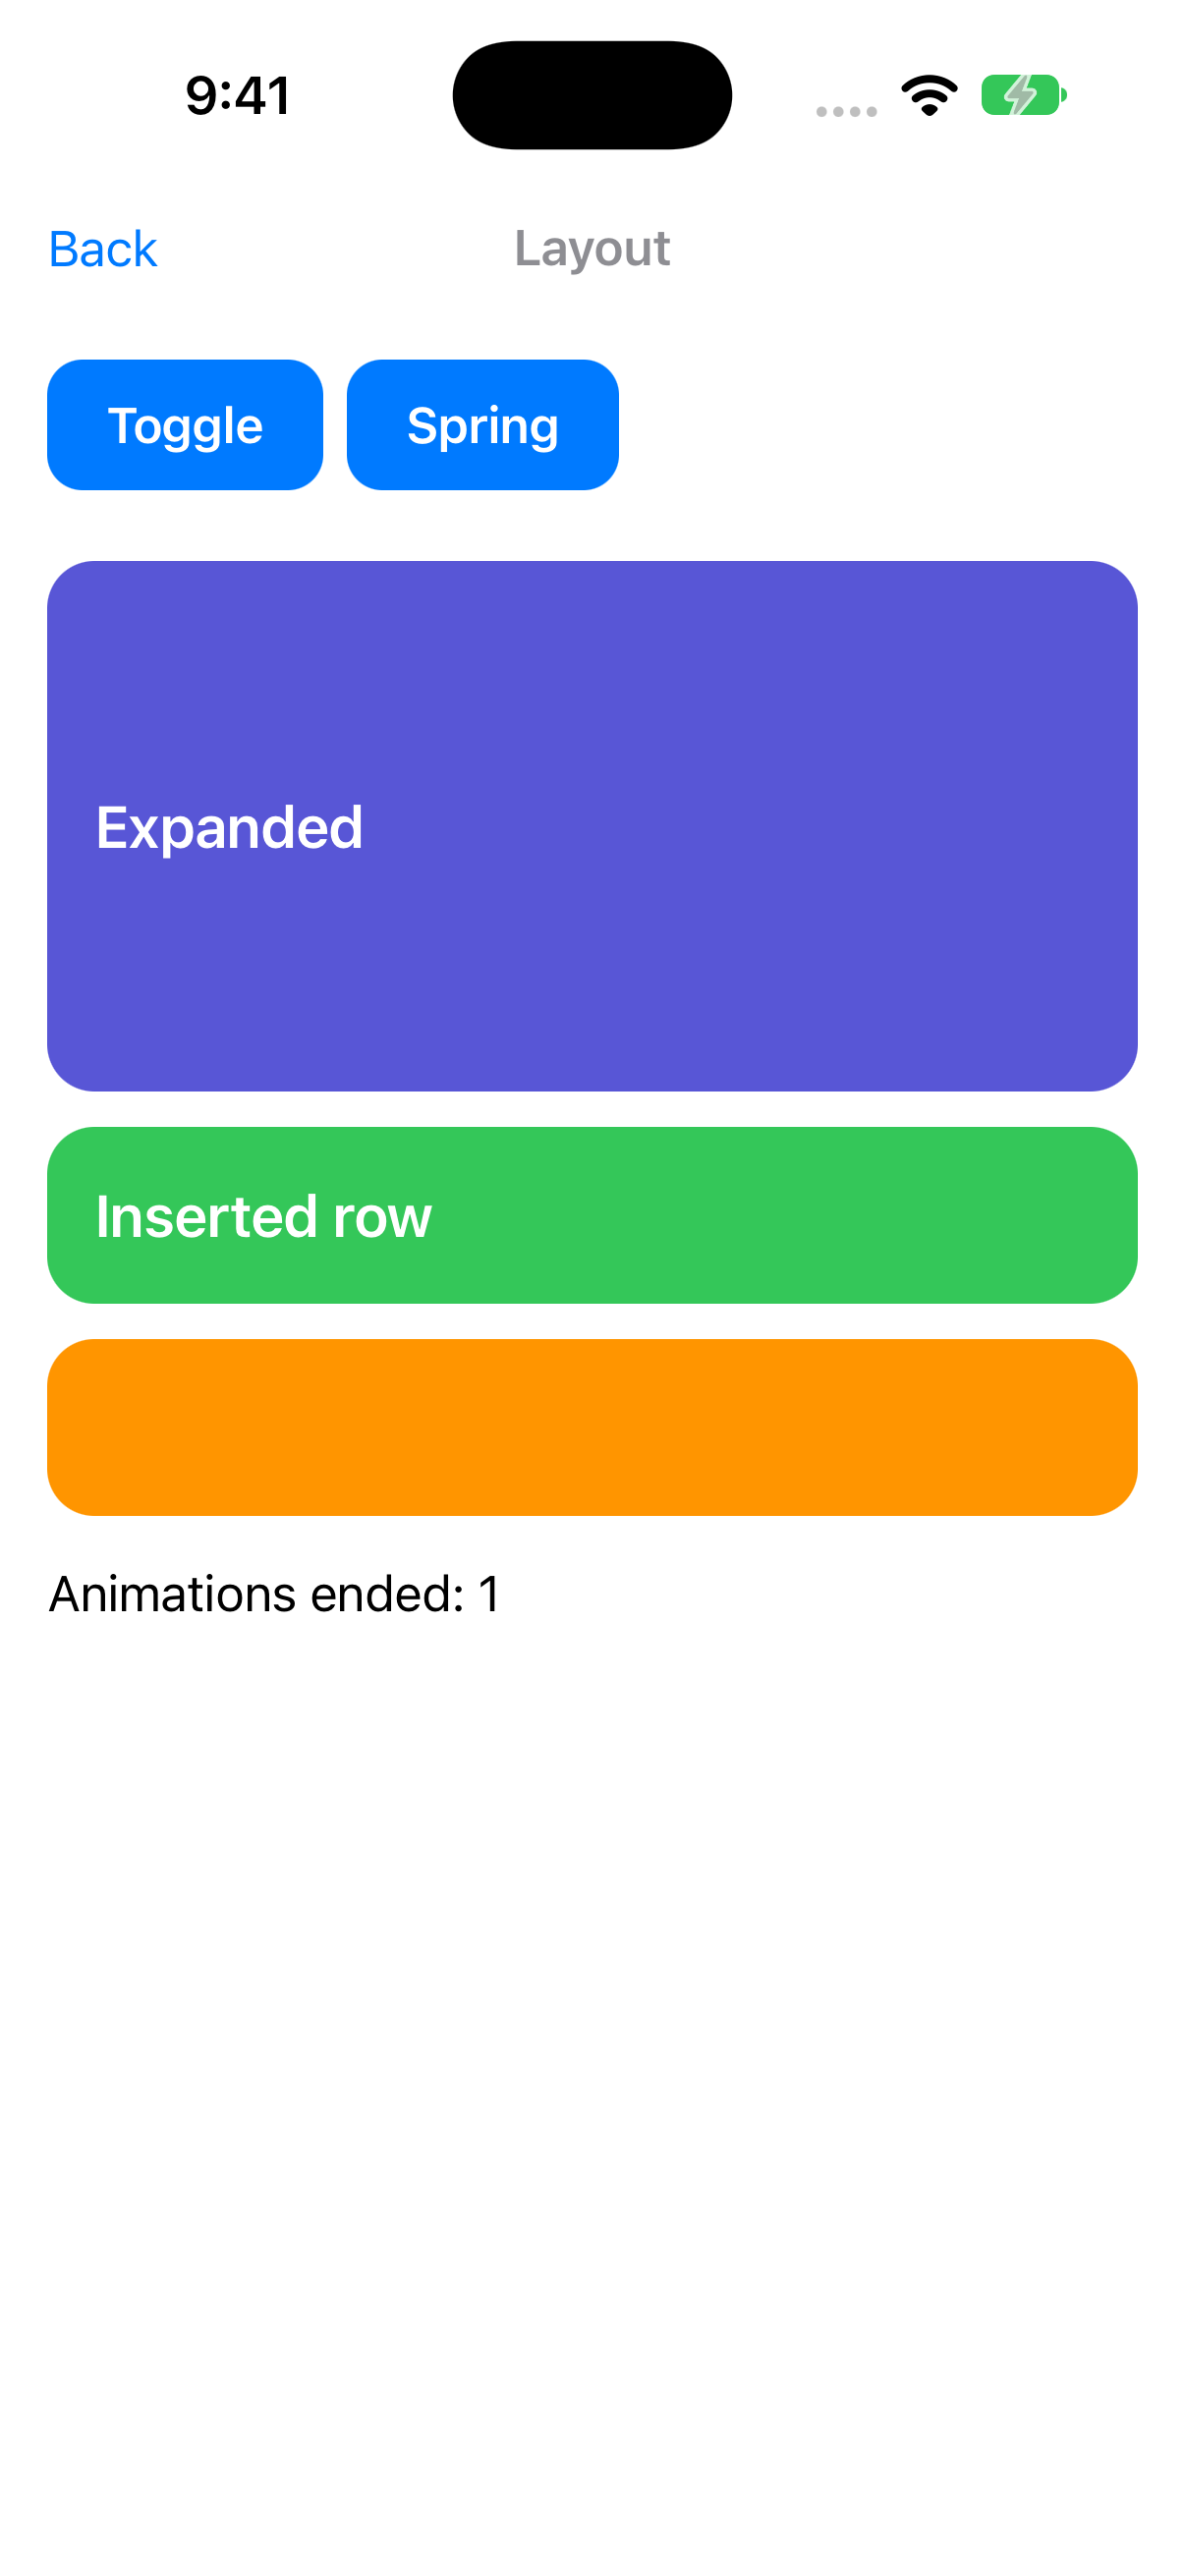 9:41
Back Layout
Toggle Spring
Expanded
Inserted row
Animations ended: 1